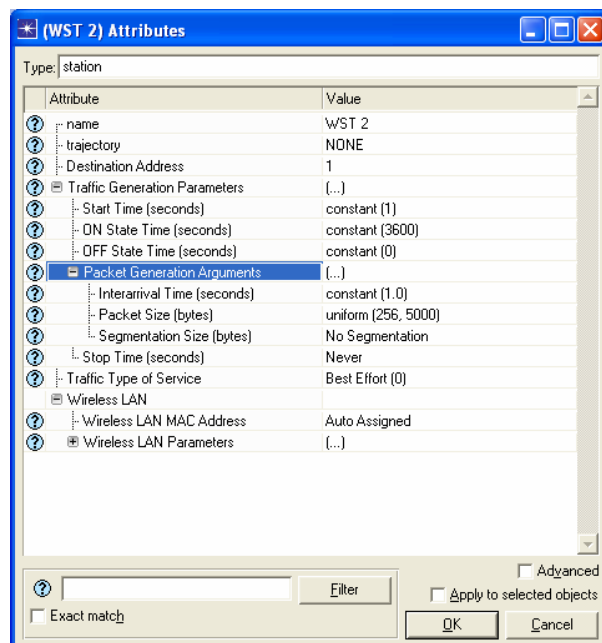 (WST 2) Attributes
Type: station
Attribute Value
name WST 2
trajectory NONE
Destination Address 1
Traffic Generation Parameters (...)
Start Time (seconds) constant (1)
ON State Time (seconds) constant (3600)
OFF State Time (seconds) constant (0)
Packet Generation Arguments (...)
Interarrival Time (seconds) constant (1.0)
Packet Size (bytes) uniform (256, 5000)
Segmentation Size (bytes) No Segmentation
Stop Time (seconds) Never
Traffic Type of Service Best Effort (0)
Wireless LAN
Wireless LAN MAC Address Auto Assigned
Wireless LAN Parameters (...)
Advanced
Filter Apply to selected objects
Exact match OK Cancel